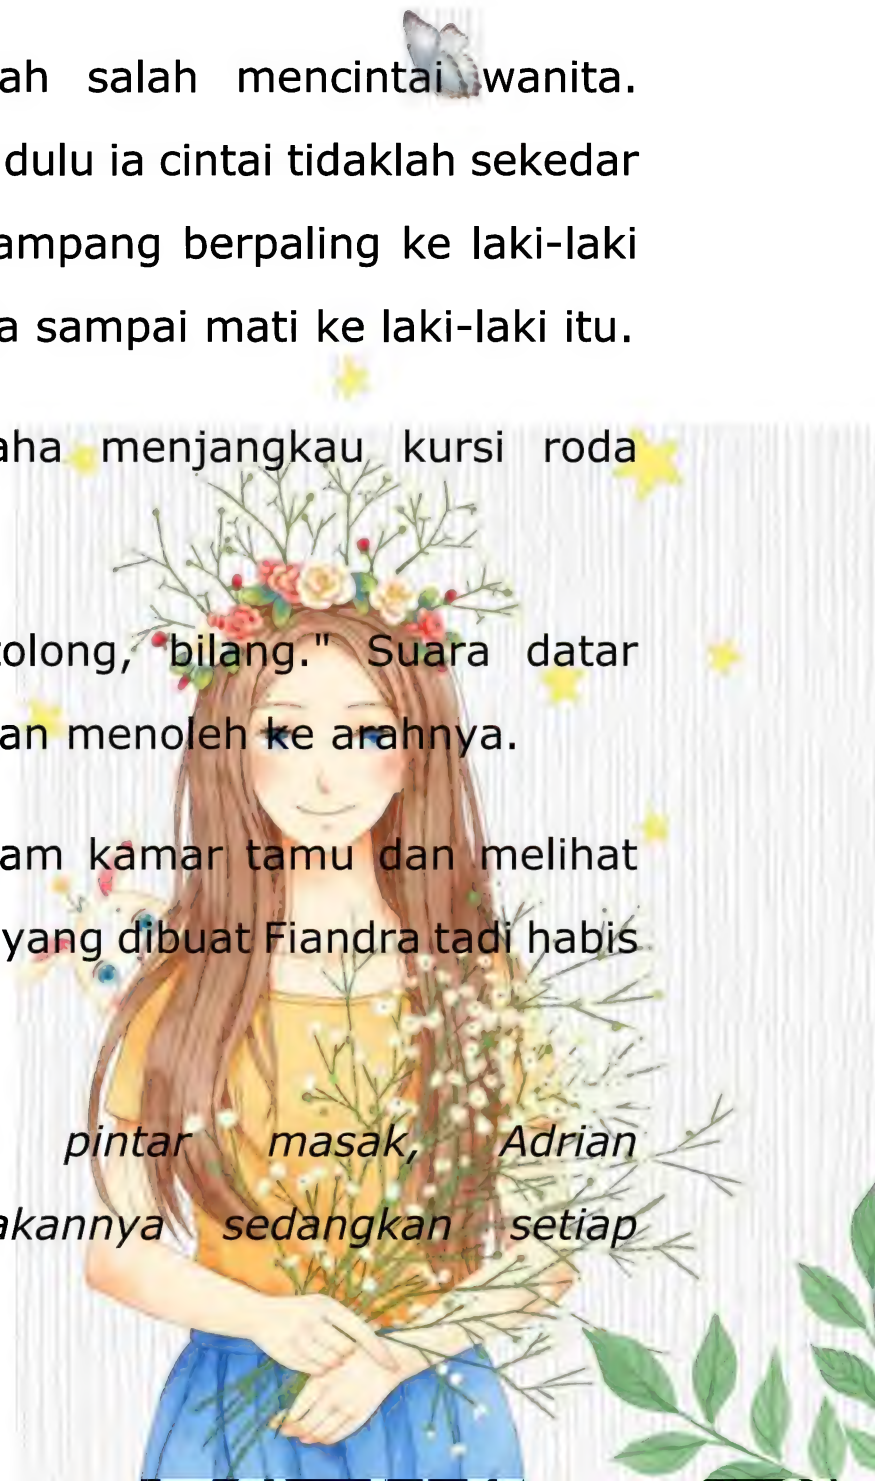 ah salah mencintai wanita.
dulu ia cintai tidaklah sekedar
ampang berpaling ke laki-laki
a sampai mati ke laki-laki itu.
aha menjangkau kursi roda
tolong, bilang." Suara datar
an menoleh ke arahnya.
am kamar tamu dan melihat
yang dibuat Fiandra tadi habis
pintar masak, Adrian
akannya sedangkan setiap